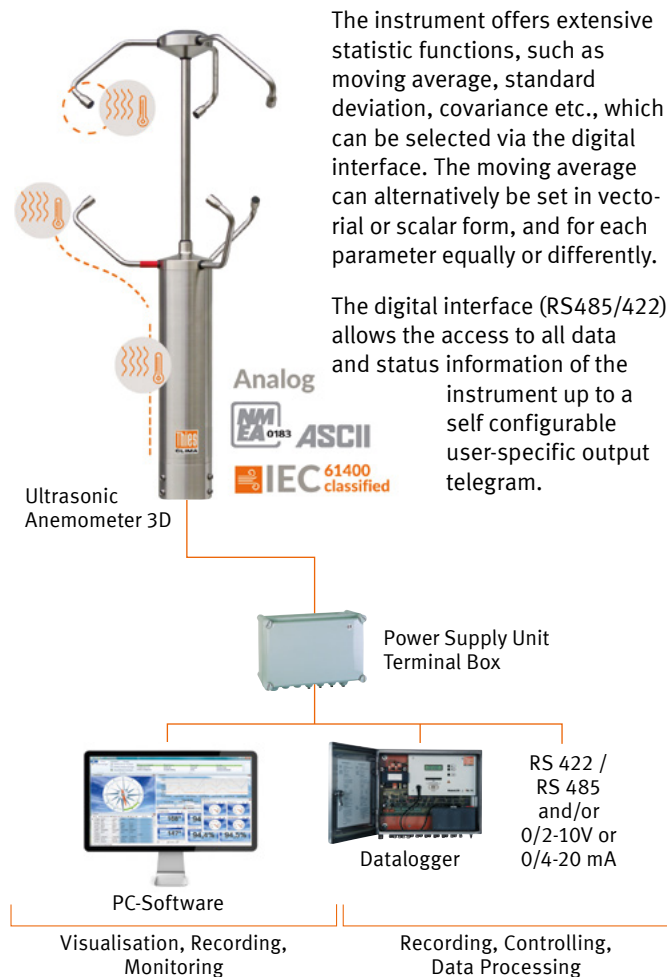 The instrument offers extensive
statistic functions, such as
moving average, standard
deviation, covariance etc., which
can be selected via the digital
interface. The moving average
can alternatively be set in vecto-
rial or scalar form, and for each
parameter equally or differently.
The digital interface (RS485/422)
allows the access to all data
and status information of the
instrument up to a
self configurable
user-specific output
telegram.
Analog
NMEA 0183 ASCII
IEC 61400
classified
Thies
CLIMA
Ultrasonic
Anemometer 3D
Power Supply Unit
Terminal Box
RS 422 /
RS 485
and/or
0/2-10V or
0/4-20 mA
Datalogger
PC-Software
Visualisation, Recording,
Monitoring
Recording, Controlling,
Data Processing